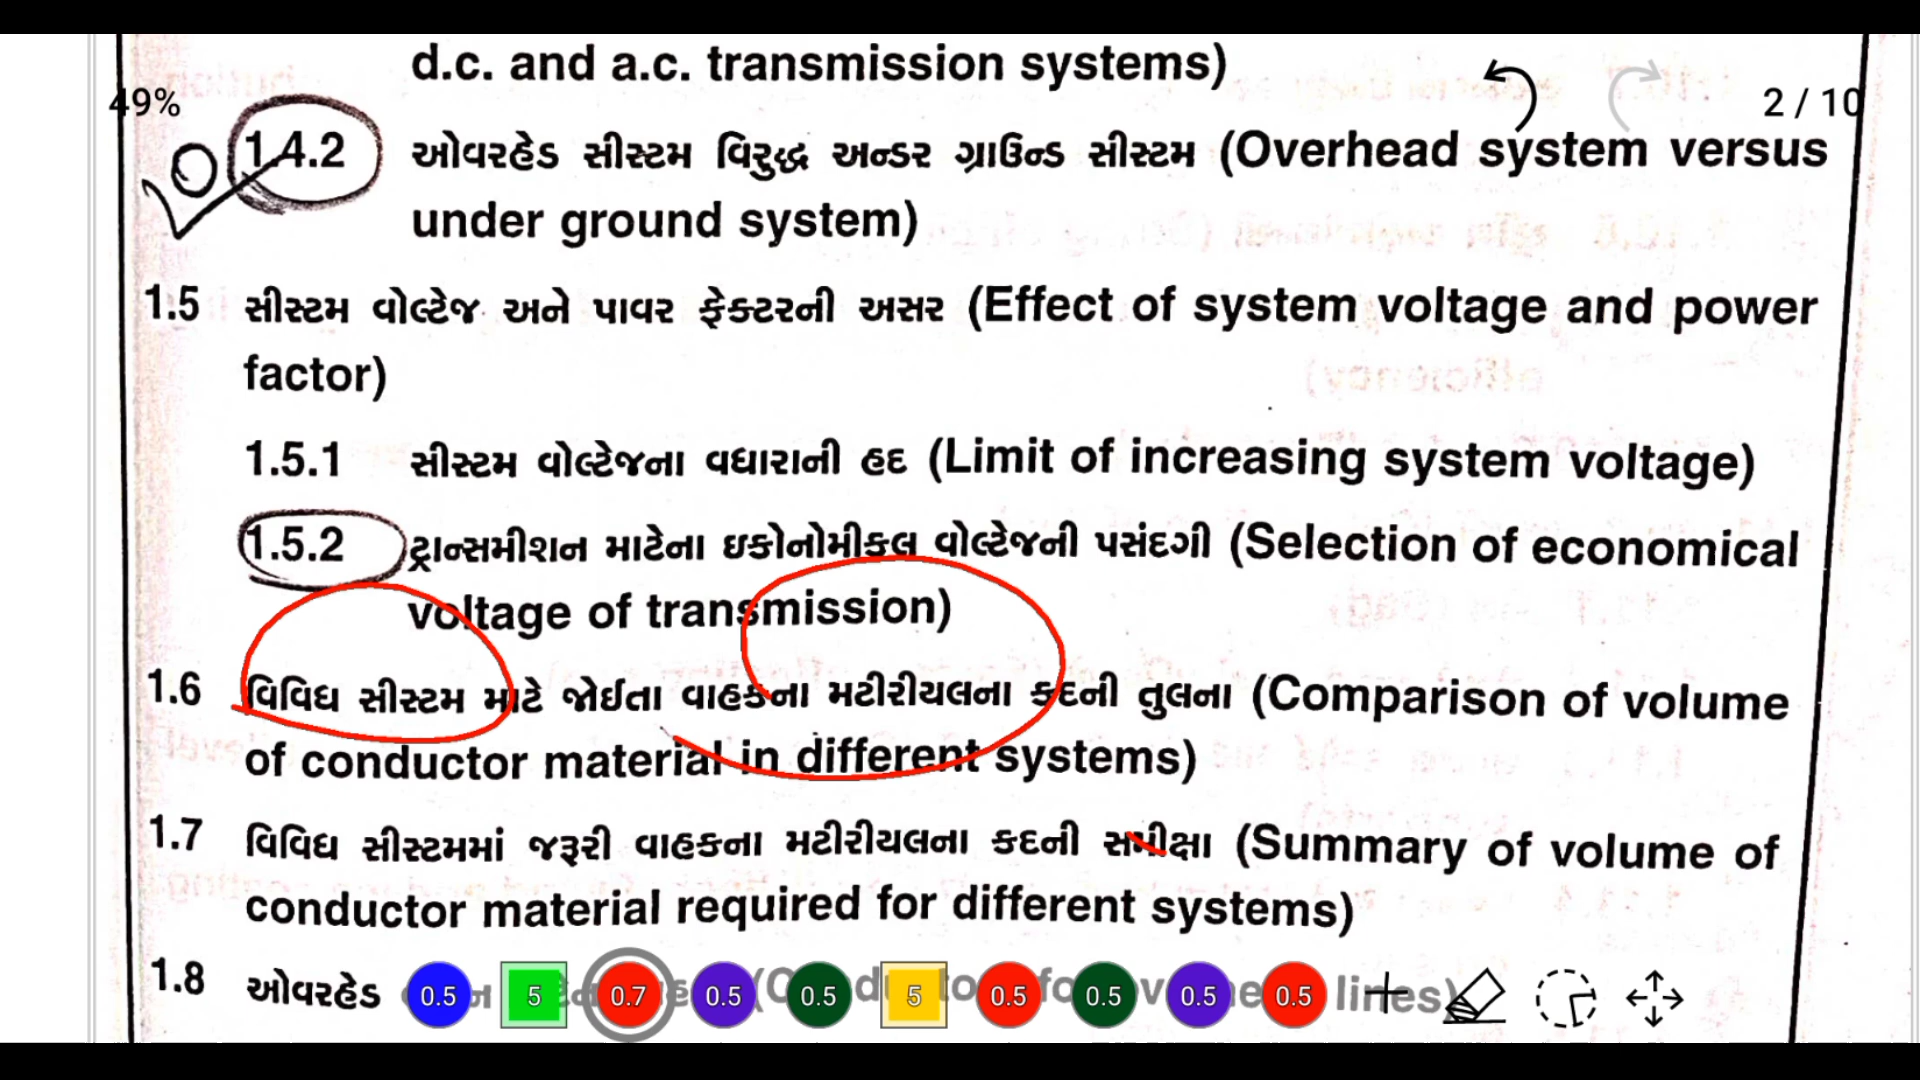 d.c. and a.c. transmission systems)
49%
2 / 10
1.4.2 ઓવરહેડ સીસ્ટમ વિરુદ્ધ અન્ડર ગ્રાઉન્ડ સીસ્ટમ (Overhead system versus
under ground system)
1.5 સીસ્ટમ વોલ્ટેજ અને પાવર ફેક્ટરની અસર (Effect of system voltage and power
factor)
1.5.1 સીસ્ટમ વોલ્ટેજના વધારાની હદ (Limit of increasing system voltage)
1.5.2 ટ્રાન્સમીશન માટેના ઇકોનોમીકલ વોલ્ટેજની પસંદગી (Selection of economical
voltage of transmission)
1.6 વિવિધ સીસ્ટમ માટે જોઈતા વાહકના મટીરીયલના કદની તુલના (Comparison of volume
of conductor material in different systems)
1.7 વિવિધ સીસ્ટમમાં જરૂરી વાહકના મટીરીયલના કદની સમીક્ષા (Summary of volume of
conductor material required for different systems)
1.8 ઓવરહેડ lines)
0.5 5 0.7 0.5 0.5 5 0.5 0.5 0.5 0.5